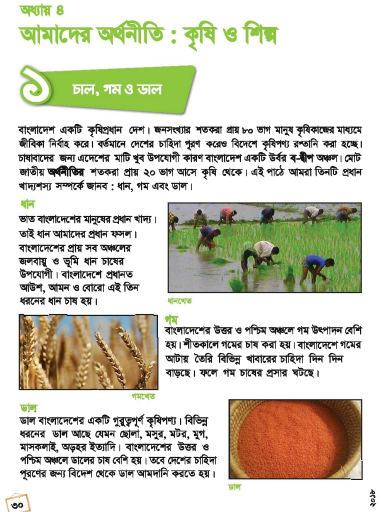 অধ্যায় ৪
আমাদের অর্থনীতি : কৃষি ও শিল্প
১
চাল, গম ও ডাল
বাংলাদেশ একটি কৃষিপ্রধান দেশ। জনসংখ্যার শতকরা প্রায় ৮০ ভাগ মানুষ কৃষিকাজের মাধ্যমে
জীবিকা নির্বাহ করে। বর্তমানে দেশের চাহিদা পূরণ করেও বিদেশে কৃষিপণ্য রপ্তানি করা হচ্ছে।
চাষাবাদের জন্য এদেশের মাটি খুব উপযোগী কারণ বাংলাদেশ একটি উর্বর ব-দ্বীপ অঞ্চল। মোট
জাতীয় অর্থনীতির শতকরা প্রায় ২০ ভাগ আসে কৃষি থেকে। এই পাঠে আমরা তিনটি প্রধান
খাদ্যশস্য সম্পর্কে জানব : ধান, গম এবং ডাল।
ধান
ভাত বাংলাদেশের মানুষের প্রধান খাদ্য।
তাই ধান আমাদের প্রধান ফসল।
বাংলাদেশের প্রায় সব অঞ্চলের
জলবায়ু ও ভূমি ধান চাষের
উপযোগী। বাংলাদেশে প্রধানত
আউশ, আমন ও বোরো এই তিন
ধরনের ধান চাষ হয়।
ধানখেত
গম
বাংলাদেশের উত্তর ও পশ্চিম অঞ্চলে গম উৎপাদন বেশি
হয়। শীতকালে গমের চাষ করা হয়। বাংলাদেশে গমের
আটায় তৈরি বিভিন্ন খাবারের চাহিদা দিন দিন
বাড়ছে। ফলে গম চাষের প্রসার ঘটছে।
গমখেত
ডাল
ডাল বাংলাদেশের একটি গুরুত্বপূর্ণ কৃষিপণ্য। বিভিন্ন
ধরনের ডাল আছে যেমন ছোলা, মসুর, মটর, মুগ,
মাসকলাই, অড়হর ইত্যাদি। বাংলাদেশের উত্তর ও
পশ্চিম অঞ্চলে ডালের চাষ বেশি হয়। তবে দেশের চাহিদা
পূরণের জন্য বিদেশ থেকে ডাল আমদানি করতে হয়।
ডাল
৩০
২০১৮